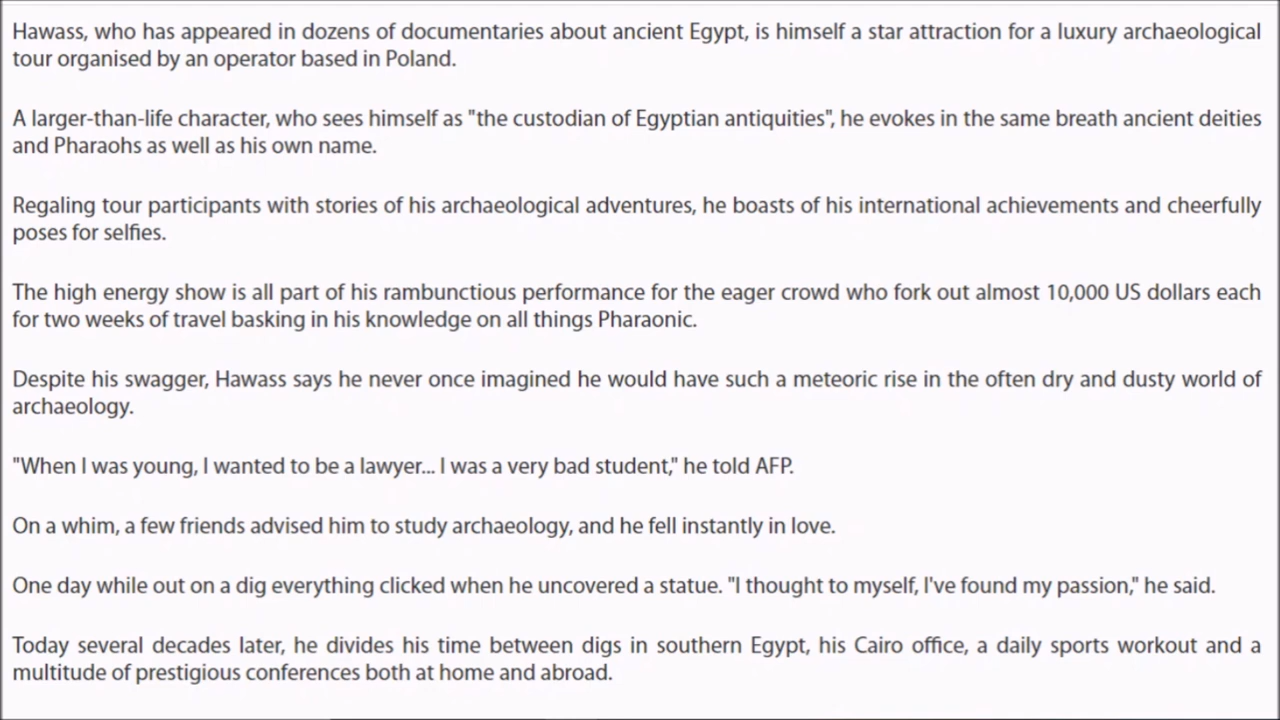 Hawass, who has appeared in dozens of documentaries about ancient Egypt, is himself a star attraction for a luxury archaeological
tour organised by an operator based in Poland.
A larger-than-life character, who sees himself as "the custodian of Egyptian antiquities", he evokes in the same breath ancient deities
and Pharaohs as well as his own name.
Regaling tour participants with stories of his archaeological adventures, he boasts of his international achievements and cheerfully
poses for selfies.
The high energy show is all part of his rambunctious performance for the eager crowd who fork out almost 10,000 US dollars each
for two weeks of travel basking in his knowledge on all things Pharaonic.
Despite his swagger, Hawass says he never once imagined he would have such a meteoric rise in the often dry and dusty world of
archaeology.
"When I was young, I wanted to be a lawyer... I was a very bad student," he told AFP.
On a whim, a few friends advised him to study archaeology, and he fell instantly in love.
One day while out on a dig everything clicked when he uncovered a statue. "I thought to myself, I've found my passion," he said.
Today several decades later, he divides his time between digs in southern Egypt, his Cairo office, a daily sports workout and a
multitude of prestigious conferences both at home and abroad.